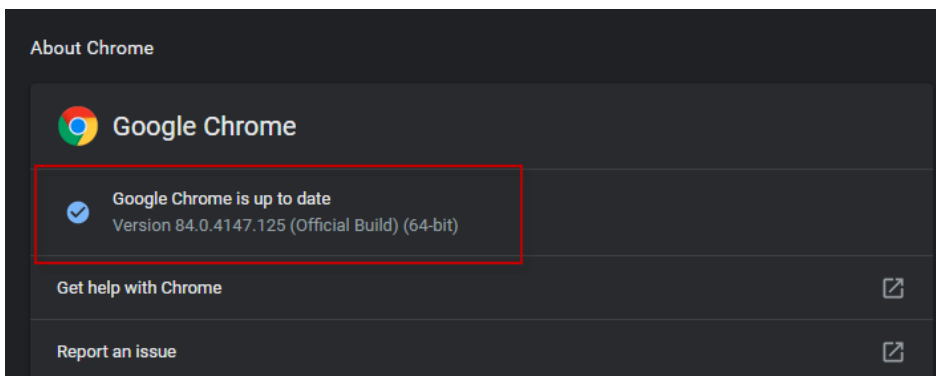 About Chrome
Google Chrome
Google Chrome is up to date
Version 84.0.4147.125 (Official Build) (64-bit)
Get help with Chrome
Report an issue